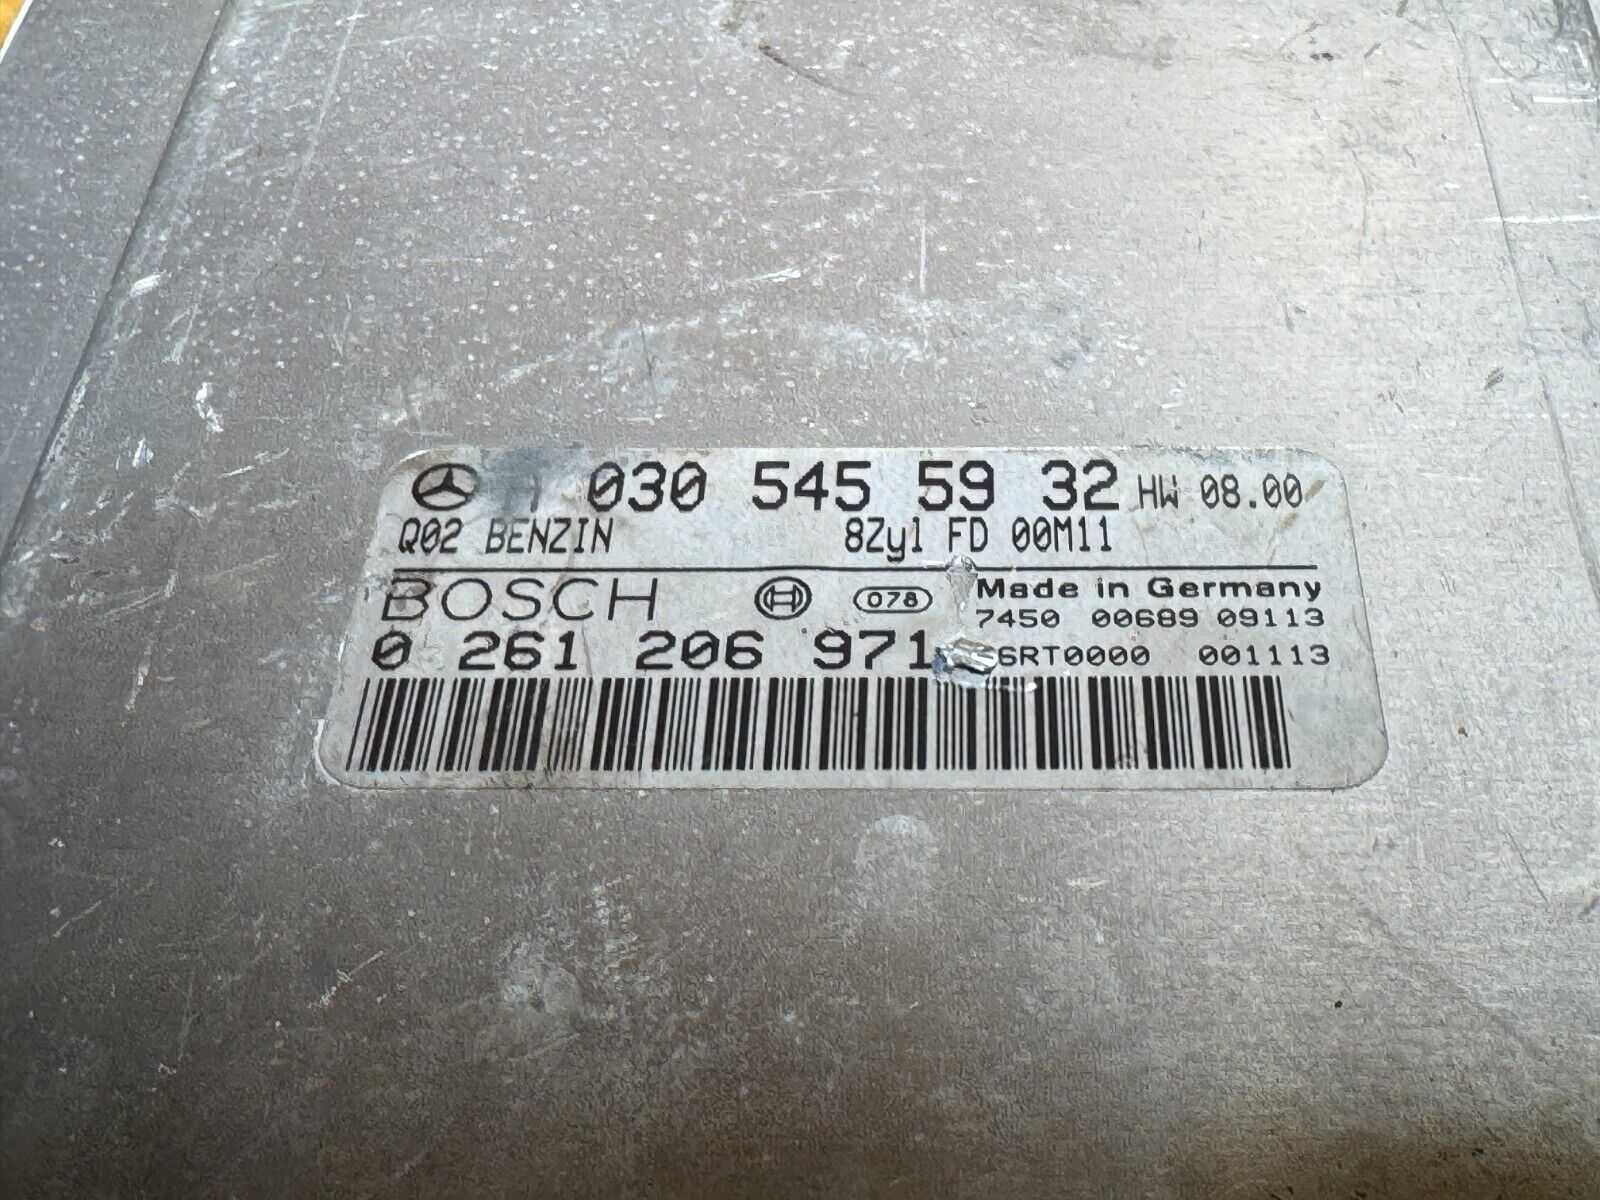 A 030 545 59 32 HW 08.00
Q02 BENZIN 8Zyl FD 00M11
BOSCH 078 Made in Germany
7450 00689 09113
0 261 206 971 001113